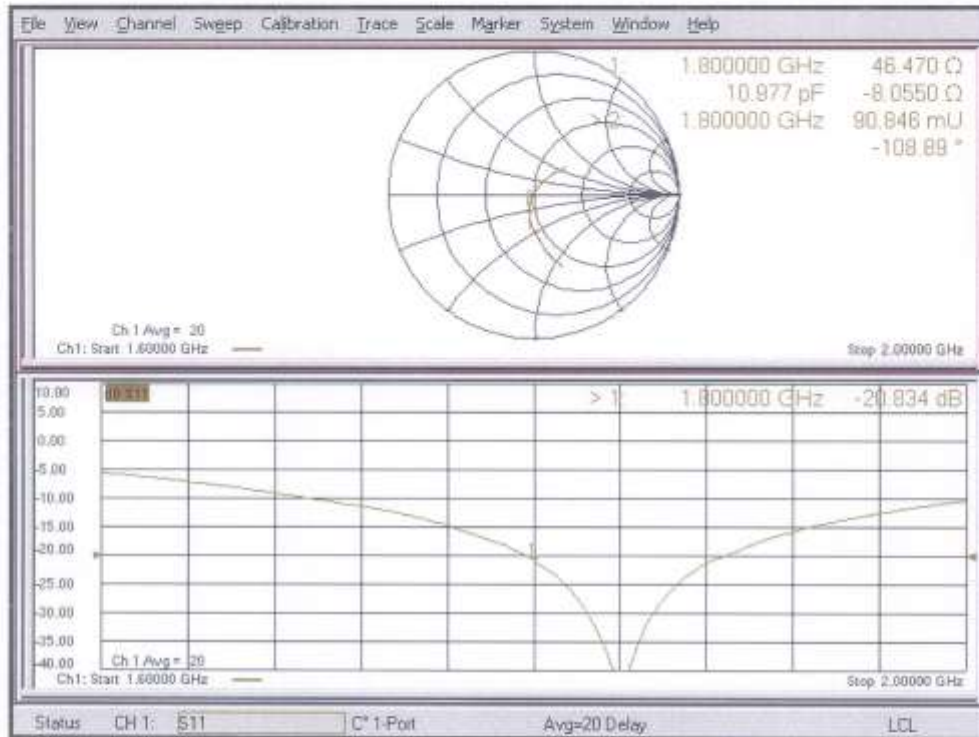 File View Channel Sweep Calibration Trace Scale Marker System Window Help
1 1.800000 GHz 46.470 Ω
10.977 pF -8.0550 Ω
> 2 1.800000 GHz 90.846 mU
-108.89 °
Ch 1 Avg = 20
Ch1: Start 1.60000 GHz
Stop 2.00000 GHz
10.00
dB S11
> 1 1.800000 GHz -20.834 dB
5.00
0.00
-5.00
-10.00
-15.00
1
-20.00
-25.00
-30.00
-35.00
-40.00
Ch 1 Avg = 20
Ch1: Start 1.60000 GHz
Stop 2.00000 GHz
Status CH 1: S11 C* 1-Port Avg=20 Delay LCL